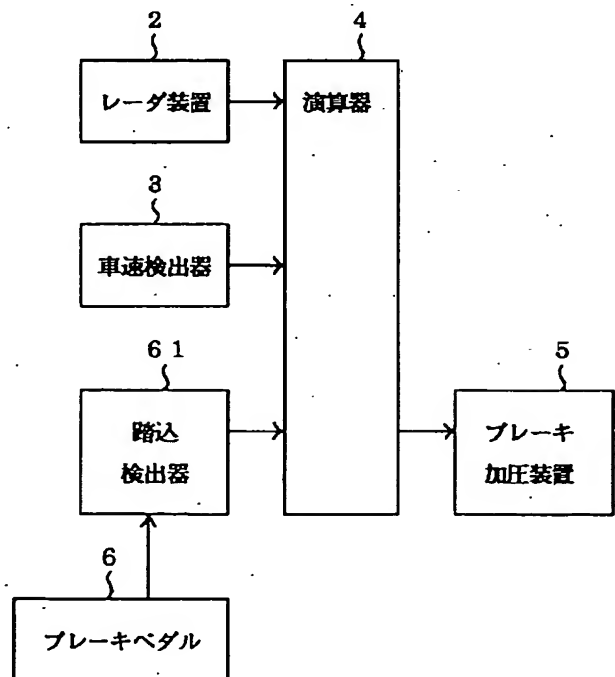 2
レーダ装置
4
演算器
3
車速検出器
6 1
踏込
検出器
5
ブレーキ
加圧装置
6
ブレーキペダル